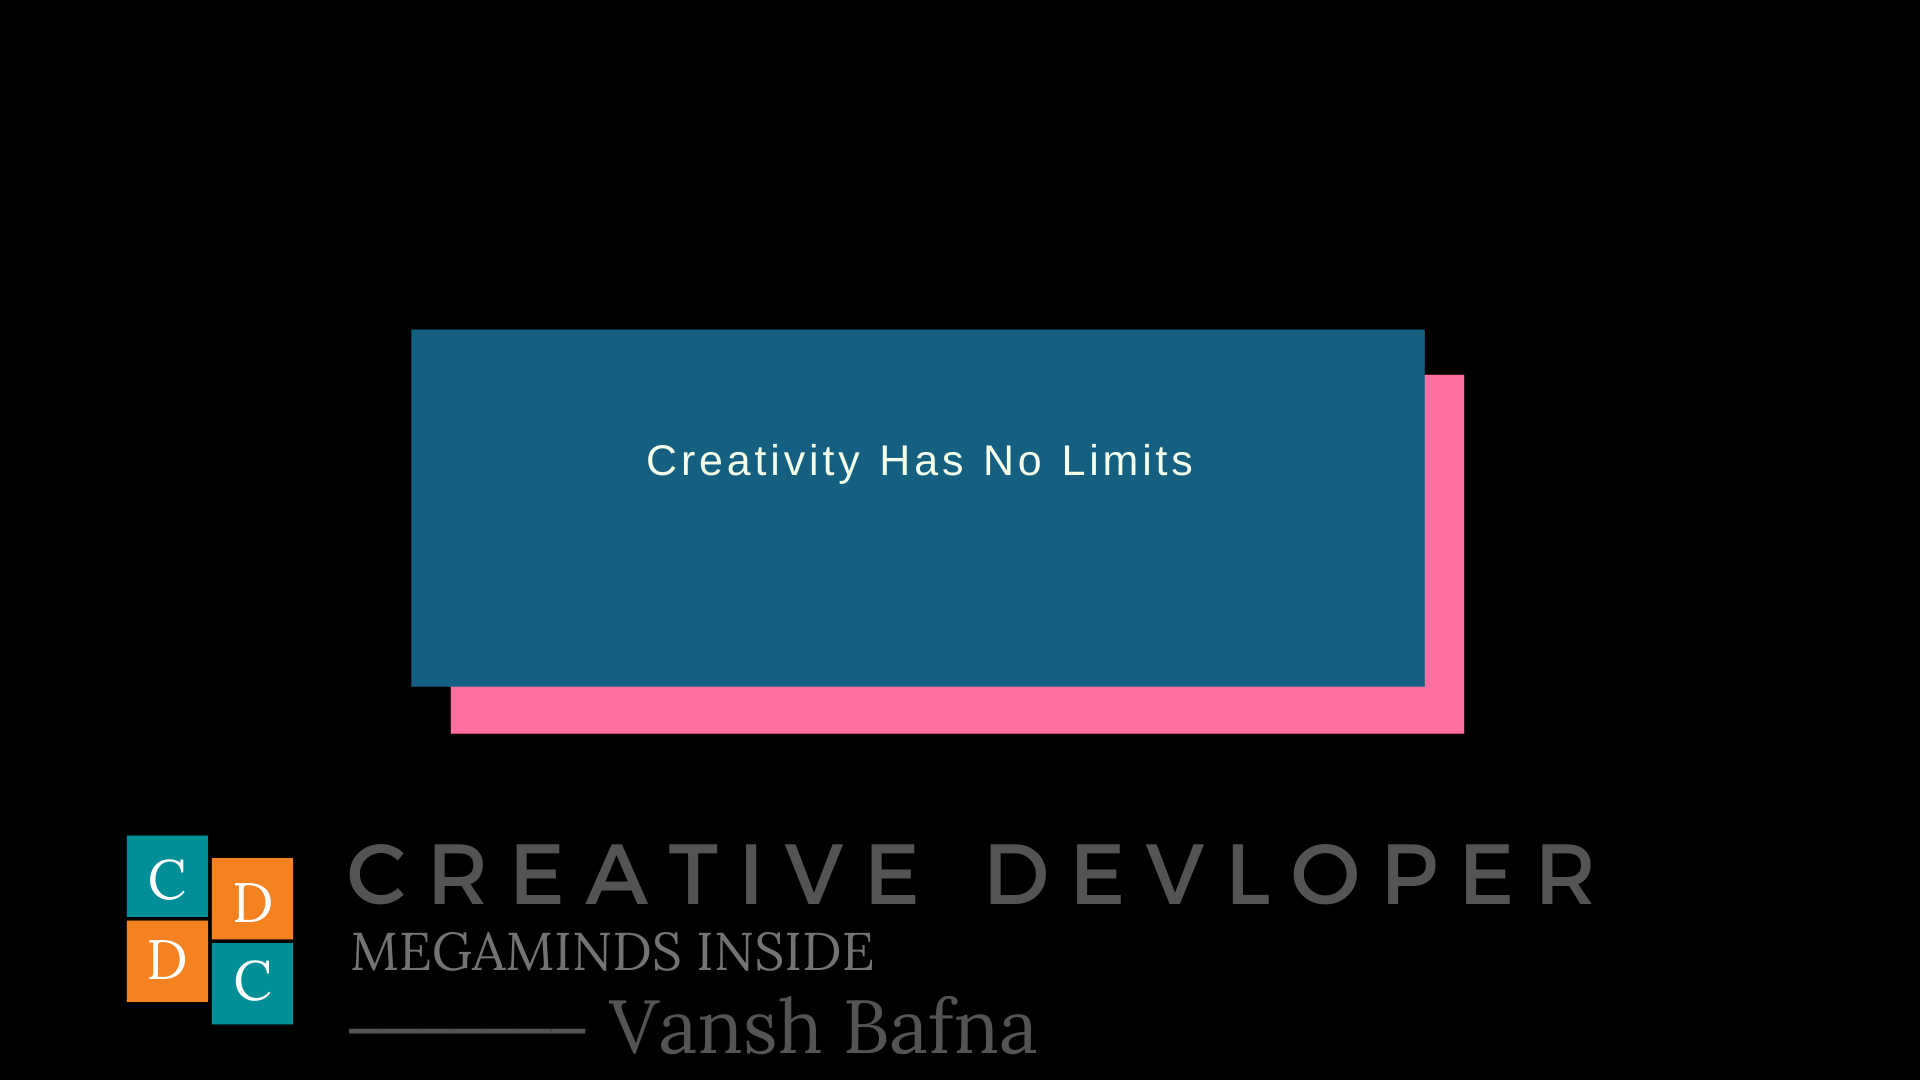 Creativity Has No Limits
C D
D C
CREATIVE DEVLOPER
MEGAMINDS INSIDE
Vansh Bafna